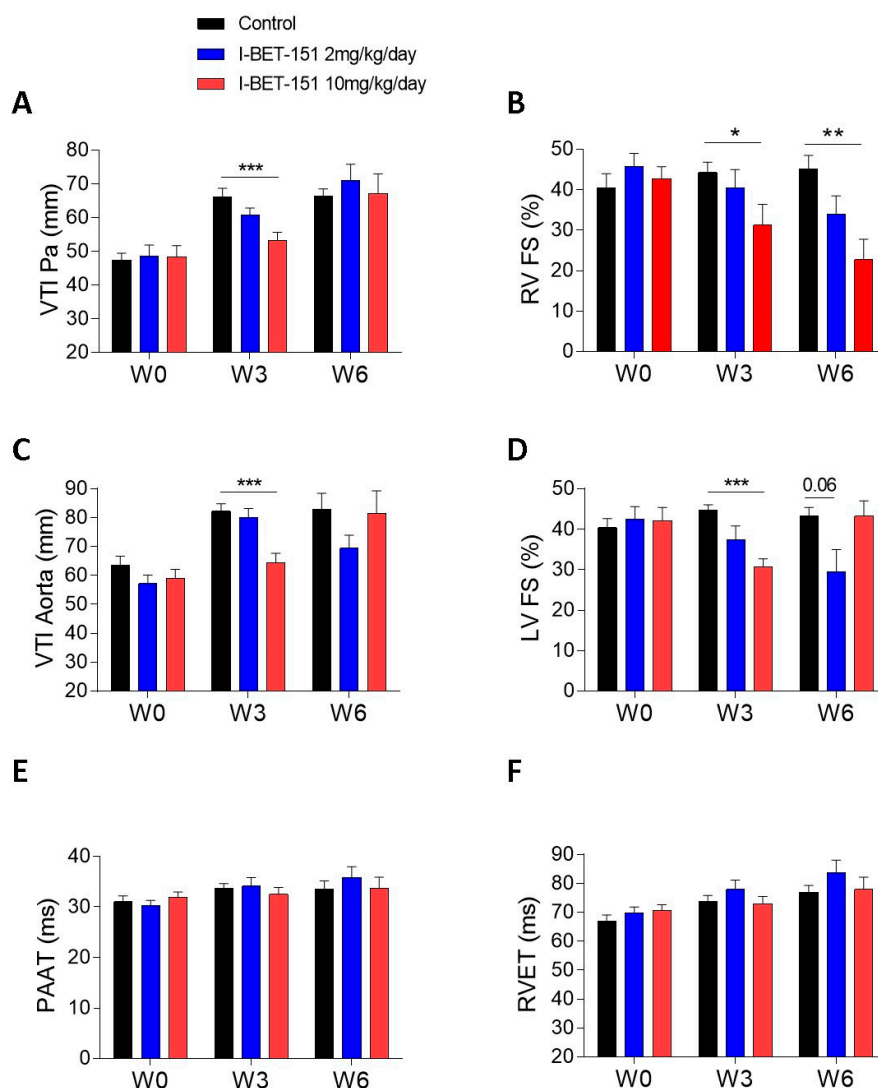 Control
I-BET-151 2mg/kg/day
I-BET-151 10mg/kg/day
A
VTI Pa (mm)
80
70
60
50
40
30
20
***
W0 W3 W6
B
RV FS (%)
50
40
30
20
10
0
*
**
W0 W3 W6
C
VTI Aorta (mm)
90
80
70
60
50
40
30
20
***
W0 W3 W6
D
LV FS (%)
50
40
30
20
10
0
***
0.06
W0 W3 W6
E
PAAT (ms)
40
30
20
10
0
W0 W3 W6
F
RVET (ms)
90
80
70
60
50
40
30
20
W0 W3 W6